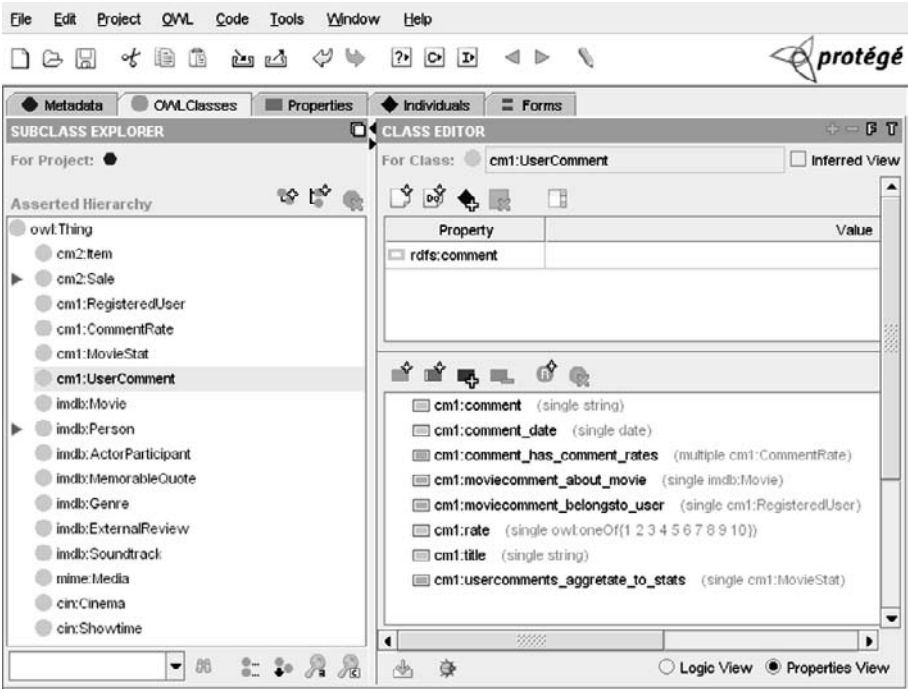 File Edit Project OWL Code Tools Window Help
protégé
Metadata OWLClasses Properties Individuals Forms
SUBCLASS EXPLORER
For Project:
Asserted Hierarchy
owl:Thing
cm2:Item
cm2:Sale
cm1:RegisteredUser
cm1:CommentRate
cm1:MovieStat
cm1:UserComment
imdb:Movie
imdb:Person
imdb:ActorParticipant
imdb:MemorableQuote
imdb:Genre
imdb:ExternalReview
imdb:Soundtrack
mime:Media
cin:Cinema
cin:Showtime
CLASS EDITOR
For Class: cm1:UserComment Inferred View
Property Value
rdfs:comment
cm1:comment (single string)
cm1:comment_date (single date)
cm1:comment_has_comment_rates (multiple cm1:CommentRate)
cm1:moviecomment_about_movie (single imdb:Movie)
cm1:moviecomment_belongsto_user (single cm1:RegisteredUser)
cm1:rate (single owl:oneOf{1 2 3 4 5 6 7 8 9 10})
cm1:title (single string)
cm1:usercomments_aggretate_to_stats (single cm1:MovieStat)
Logic View Properties View